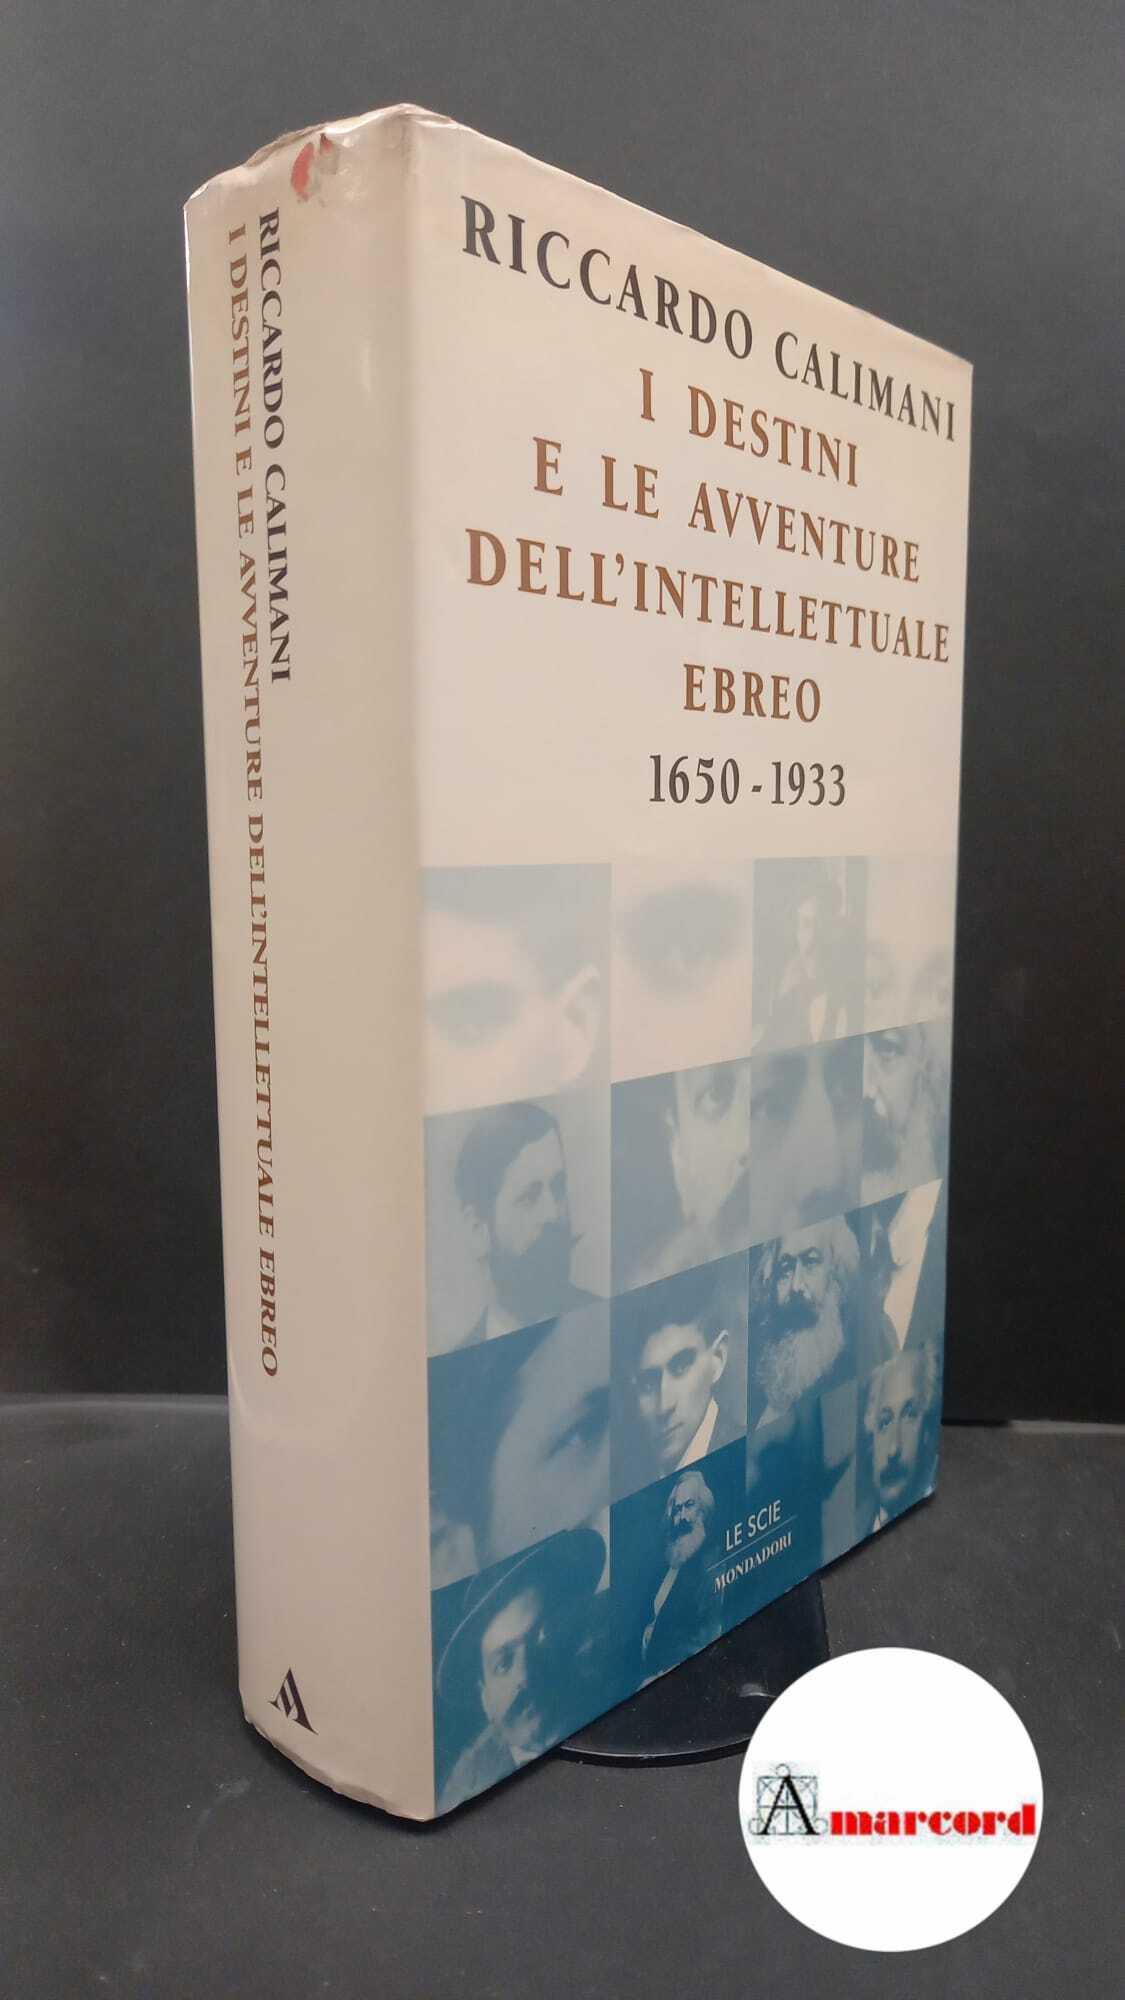 RICCARDO CALIMANI
I DESTINI E LE AVVENTURE DELL'INTELLETTUALE EBREO
RICCARDO CALIMANI
I DESTINI
E LE AVVENTURE
DELL'INTELLETTUALE
EBREO
1650 - 1933
LE SCIE
MONDADORI
Amarcord